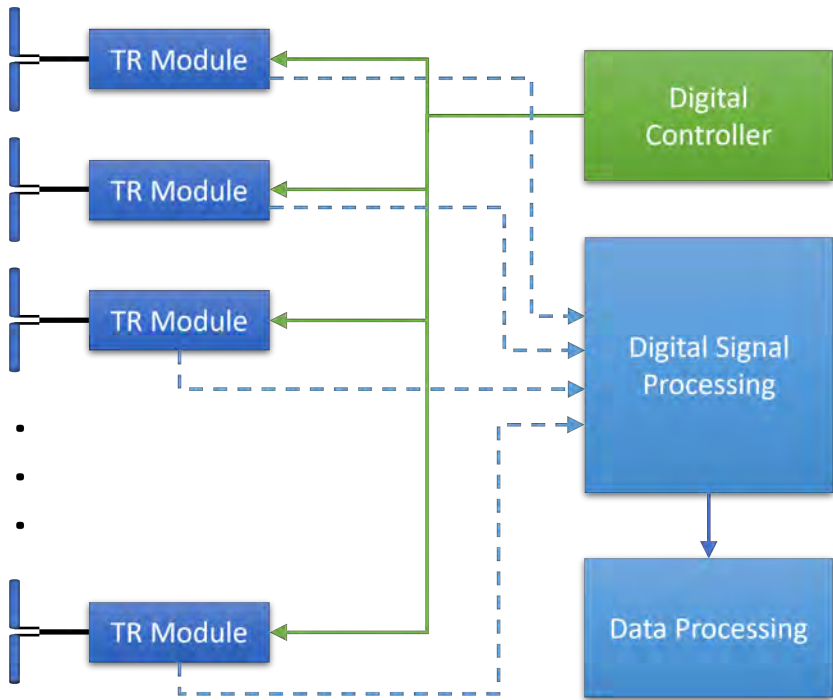 TR Module
Digital
Controller
TR Module
TR Module
Digital Signal
Processing
TR Module
Data Processing